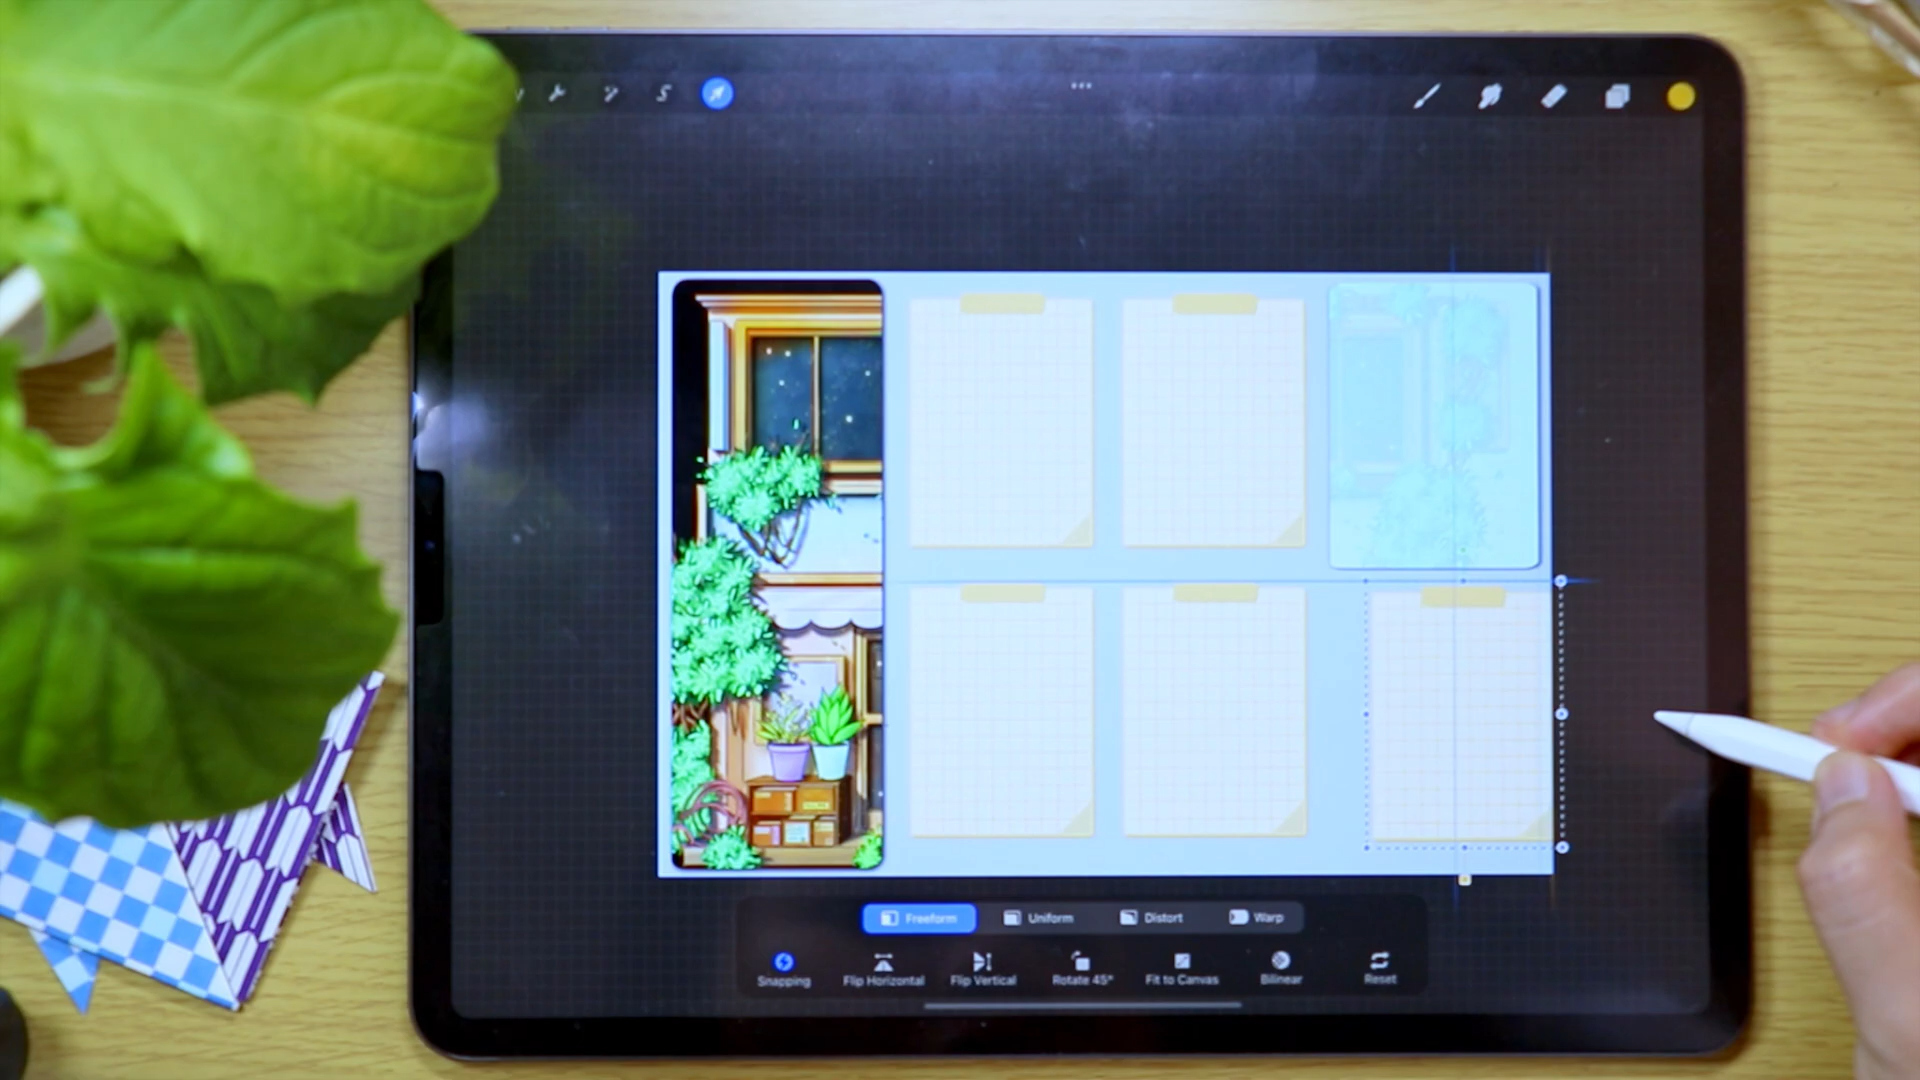 Freeform Uniform Distort Warp
Snapping Flip Horizontal Flip Vertical Rotate 45° Fit to Canvas Bilinear Reset